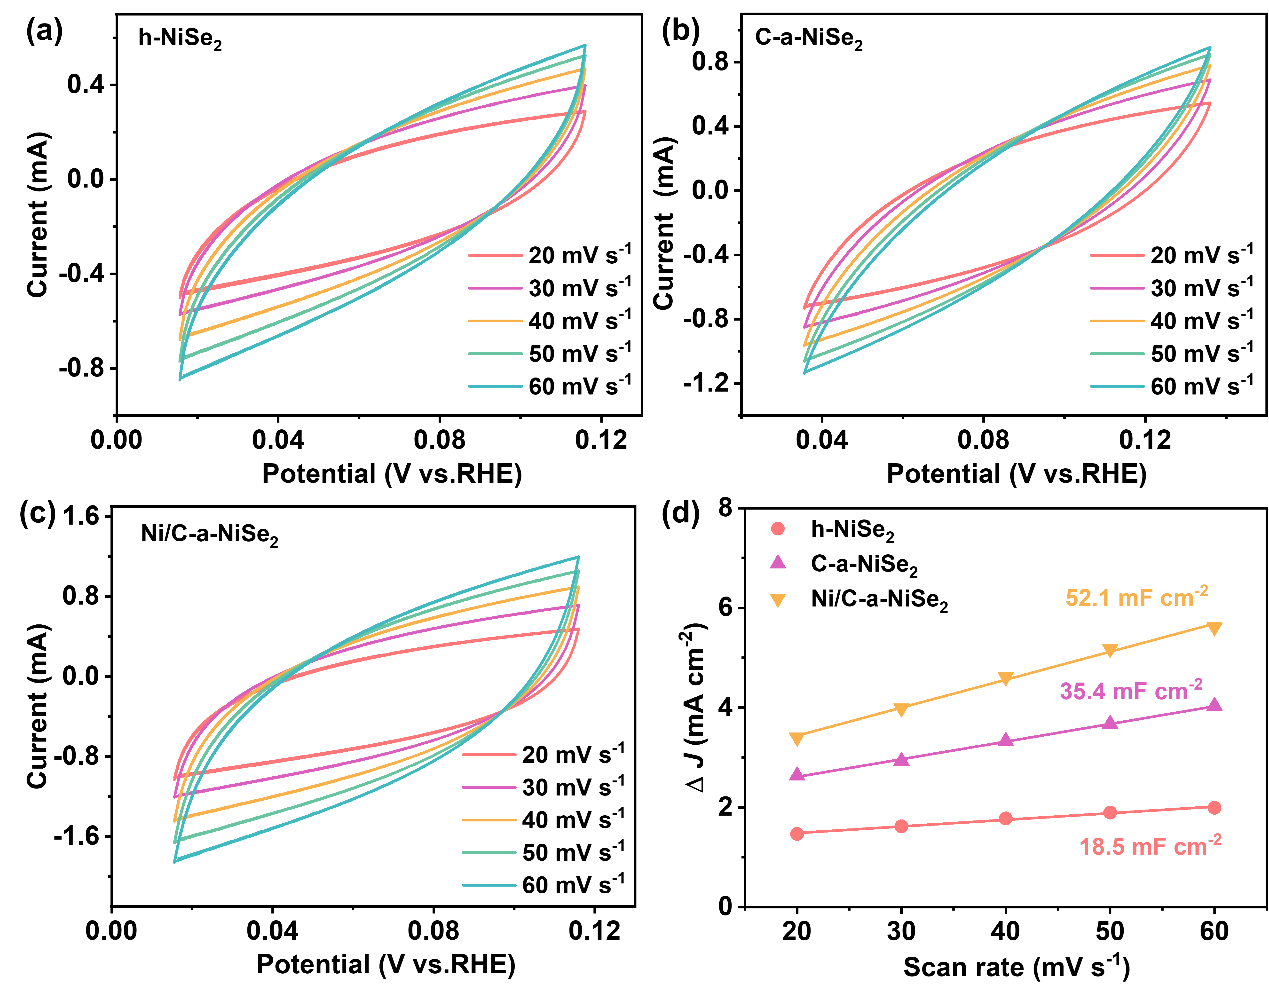 (a)
h-NiSe₂
0.4
0.0
-0.4
-0.8
Current (mA)
20 mV s⁻¹
30 mV s⁻¹
40 mV s⁻¹
50 mV s⁻¹
60 mV s⁻¹
0.00 0.04 0.08 0.12
Potential (V vs.RHE)
(b)
C-a-NiSe₂
0.8
0.4
0.0
-0.4
-0.8
-1.2
Current (mA)
20 mV s⁻¹
30 mV s⁻¹
40 mV s⁻¹
50 mV s⁻¹
60 mV s⁻¹
0.04 0.08 0.12
Potential (V vs.RHE)
(c)
Ni/C-a-NiSe₂
1.6
0.8
0.0
-0.8
-1.6
Current (mA)
20 mV s⁻¹
30 mV s⁻¹
40 mV s⁻¹
50 mV s⁻¹
60 mV s⁻¹
0.00 0.04 0.08 0.12
Potential (V vs.RHE)
(d)
h-NiSe₂
C-a-NiSe₂
Ni/C-a-NiSe₂
52.1 mF cm⁻²
35.4 mF cm⁻²
18.5 mF cm⁻²
8
6
4
2
0
Δ J (mA cm⁻²)
20 30 40 50 60
Scan rate (mV s⁻¹)